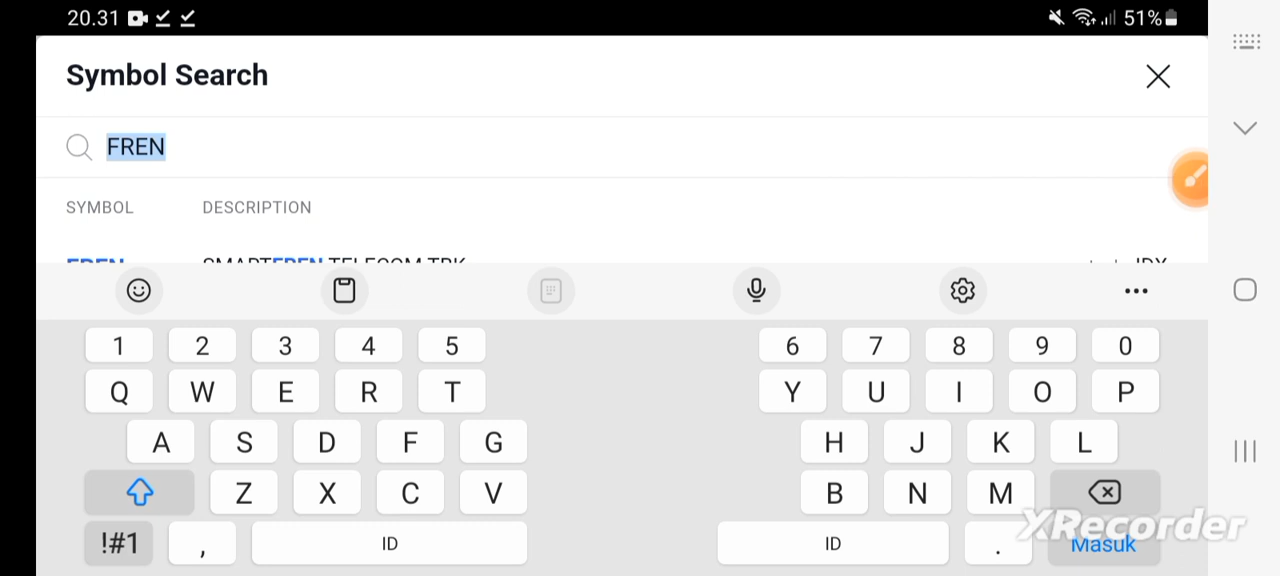 20.31 51%
Symbol Search
FREN
SYMBOL DESCRIPTION
FREN SMARTFREN TELECOM TBK IDX
1 2 3 4 5 6 7 8 9 0
Q W E R T Y U I O P
A S D F G H J K L
Z X C V B N M
!#1 , ID ID . Masuk
XRecorder